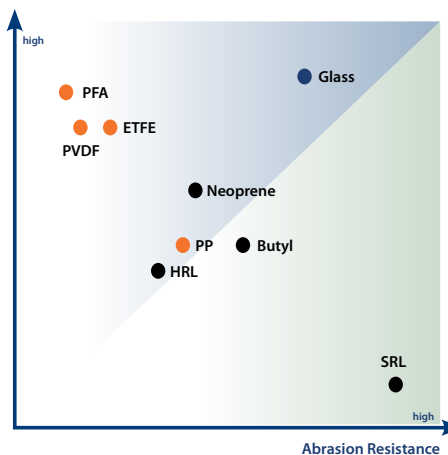 high
Glass
PFA
ETFE
PVDF
Neoprene
PP
Butyl
HRL
SRL
high
Abrasion Resistance